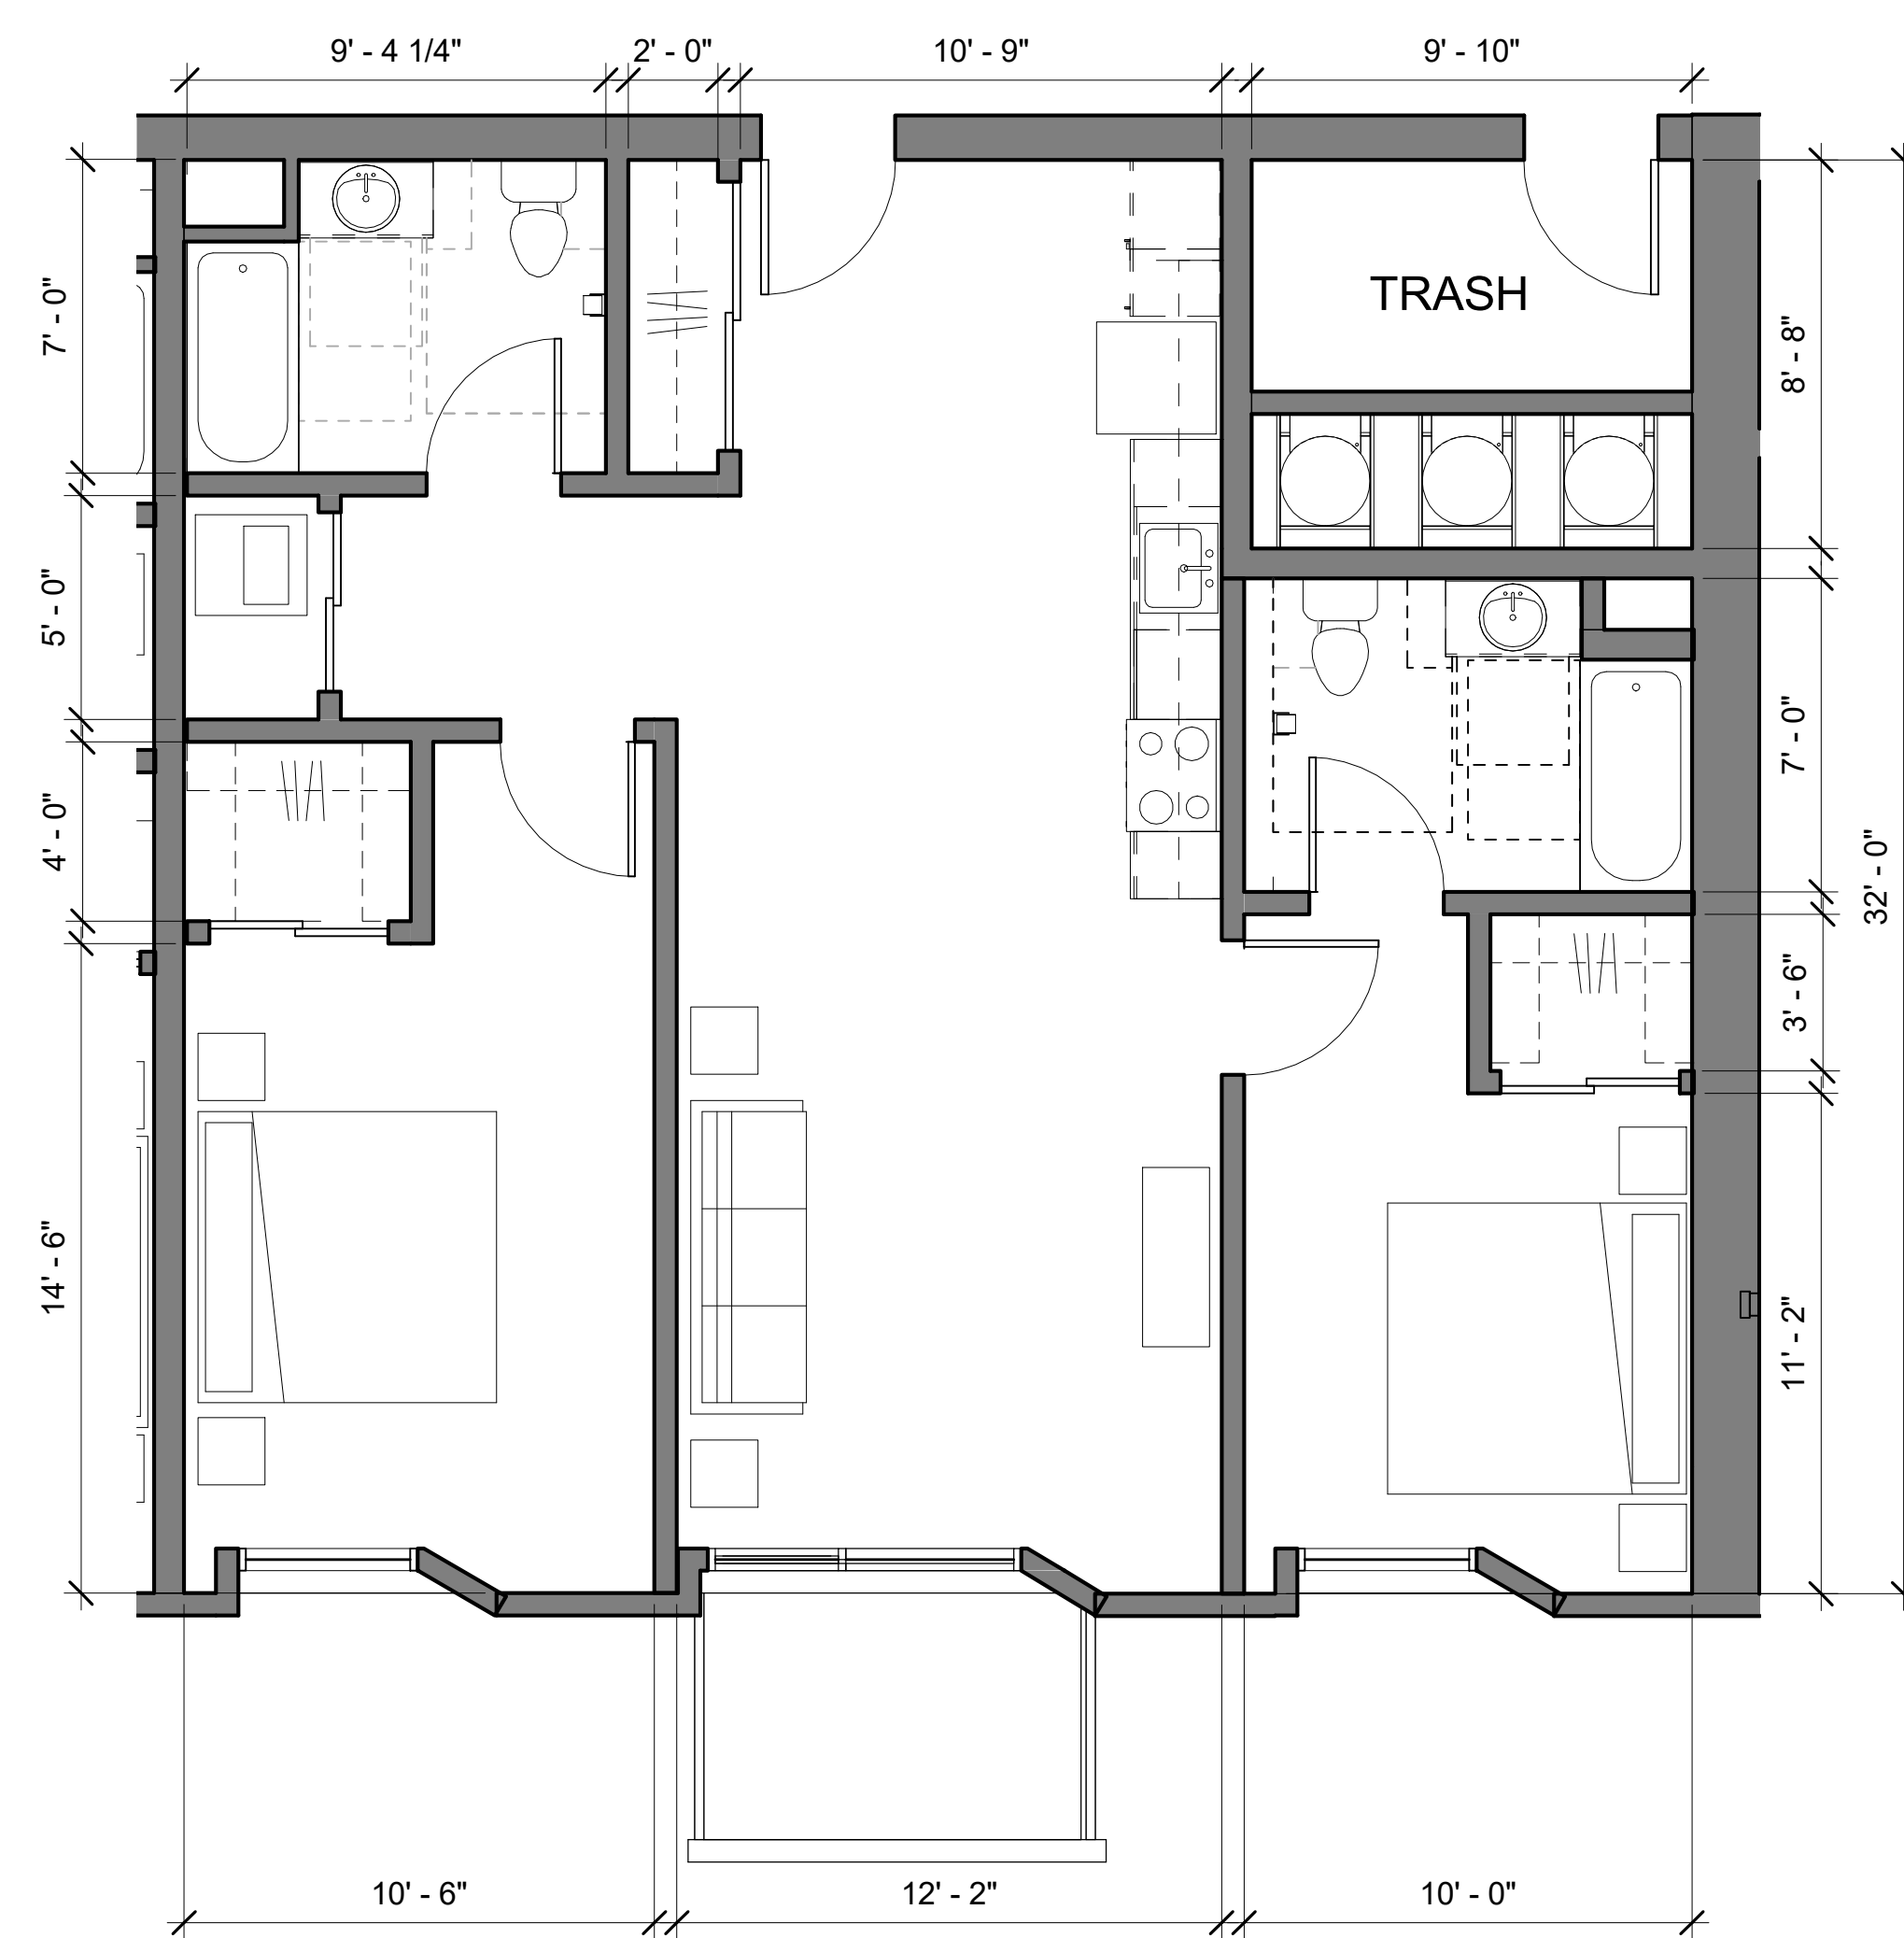 9' - 4 1/4"
2' - 0"
10' - 9"
9' - 10"
7' - 0"
TRASH
8' - 8"
5' - 0"
7' - 0"
4' - 0"
32' - 0"
3' - 6"
14' - 6"
11' - 2"
10' - 6"
12' - 2"
10' - 0"